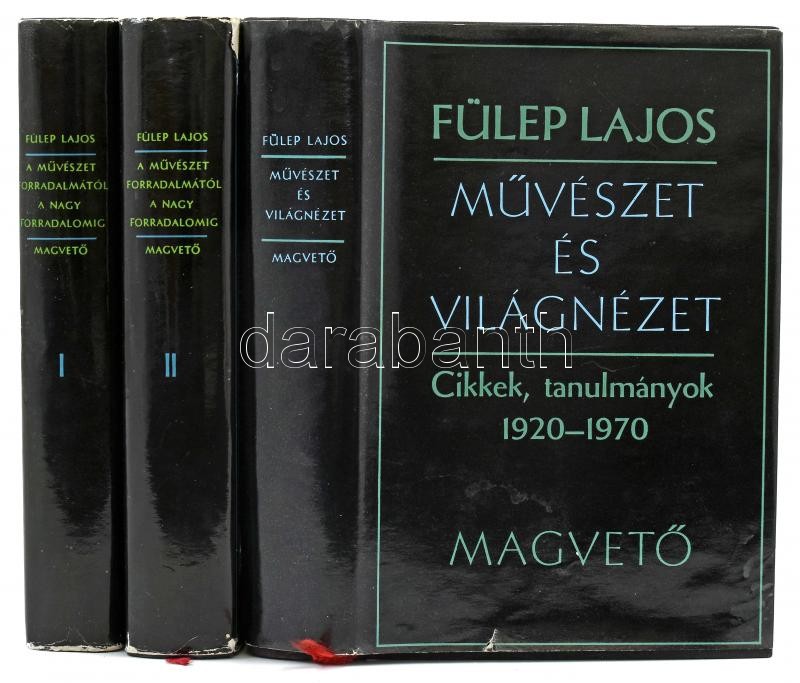 FÜLEP LAJOS
A MŰVÉSZET
FORRADALMÁTÓL
A NAGY
FORRADALOMIG
MAGVETŐ
I
FÜLEP LAJOS
A MŰVÉSZET
FORRADALMÁTÓL
A NAGY
FORRADALOMIG
MAGVETŐ
II
FÜLEP LAJOS
MŰVÉSZET
ÉS
VILÁGNÉZET
MAGVETŐ
FÜLEP LAJOS
MŰVÉSZET
ÉS
VILÁGNÉZET
Cikkek, tanulmányok
1920–1970
MAGVETŐ
darabanth